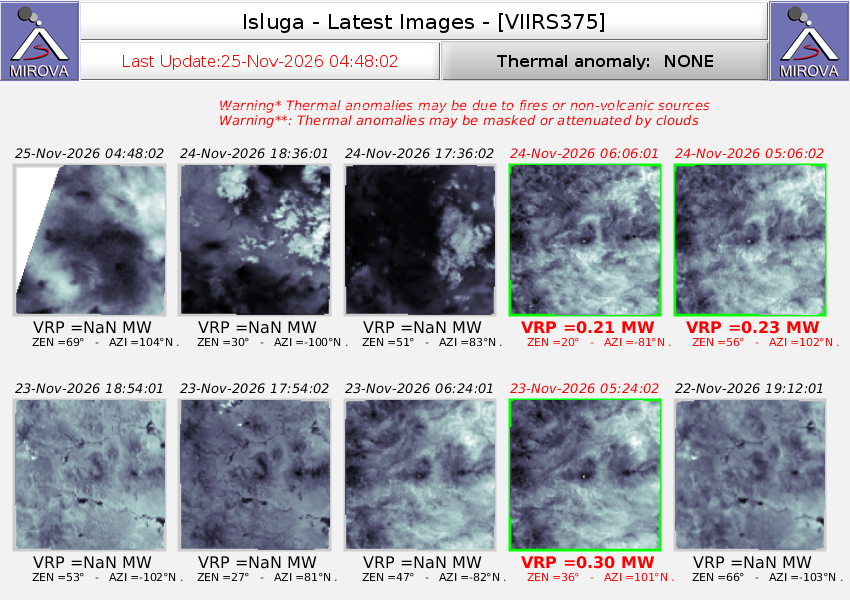 Isluga - Latest Images - [VIIRS375]
MIROVA
Last Update:25-Nov-2026 04:48:02
Thermal anomaly: NONE
MIROVA
Warning* Thermal anomalies may be due to fires or non-volcanic sources
Warning**: Thermal anomalies may be masked or attenuated by clouds
25-Nov-2026 04:48:02 24-Nov-2026 18:36:01 24-Nov-2026 17:36:02 24-Nov-2026 06:06:01 24-Nov-2026 05:06:02
VRP =NaN MW VRP =NaN MW VRP =NaN MW VRP =0.21 MW VRP =0.23 MW
ZEN =69° - AZI =104°N . ZEN =30° - AZI =-100°N . ZEN =51° - AZI =83°N . ZEN =20° - AZI =-81°N . ZEN =56° - AZI =102°N .
23-Nov-2026 18:54:01 23-Nov-2026 17:54:02 23-Nov-2026 06:24:01 23-Nov-2026 05:24:02 22-Nov-2026 19:12:01
VRP =NaN MW VRP =NaN MW VRP =NaN MW VRP =0.30 MW VRP =NaN MW
ZEN =53° - AZI =-102°N . ZEN =27° - AZI =81°N . ZEN =47° - AZI =-82°N . ZEN =36° - AZI =101°N . ZEN =66° - AZI =-103°N .